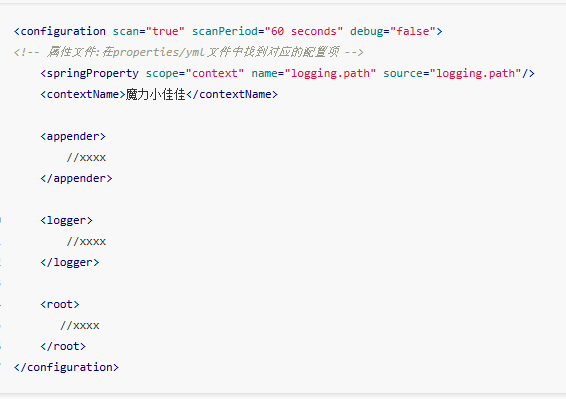 <configuration scan="true" scanPeriod="60 seconds" debug="false">
<!-- 属性文件:在properties/yml文件中找到对应的配置项 -->
<springProperty scope="context" name="logging.path" source="logging.path"/>
<contextName>魔力小佳佳</contextName>
<appender>
//xxxx
</appender>
<logger>
//xxxx
</logger>
<root>
//xxxx
</root>
</configuration>